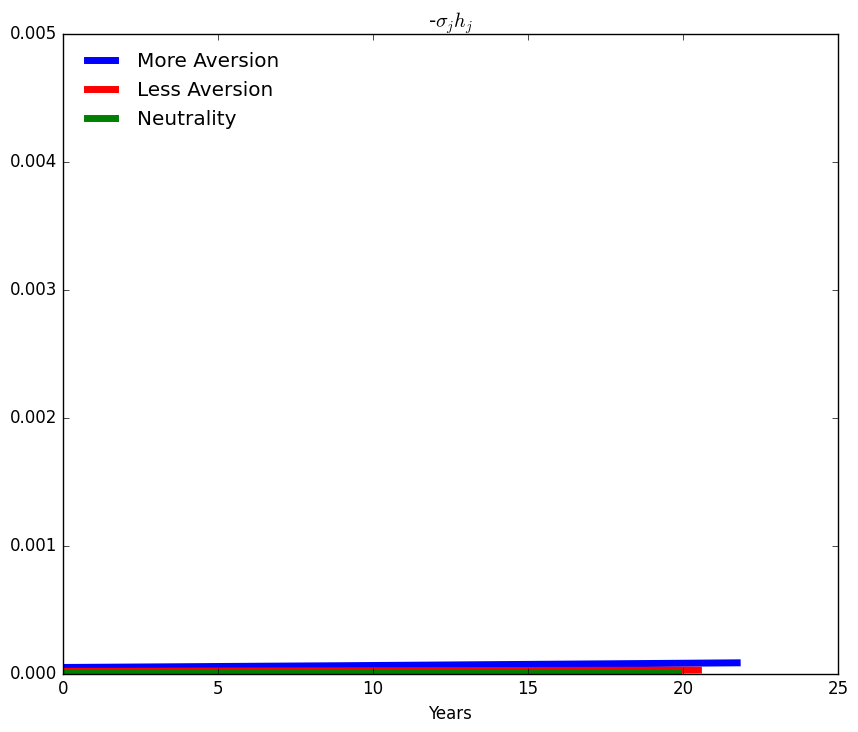 -σⱼhⱼ
0.005
More Aversion
Less Aversion
Neutrality
0.004
0.003
0.002
0.001
0.000
0 5 10 15 20 25
Years